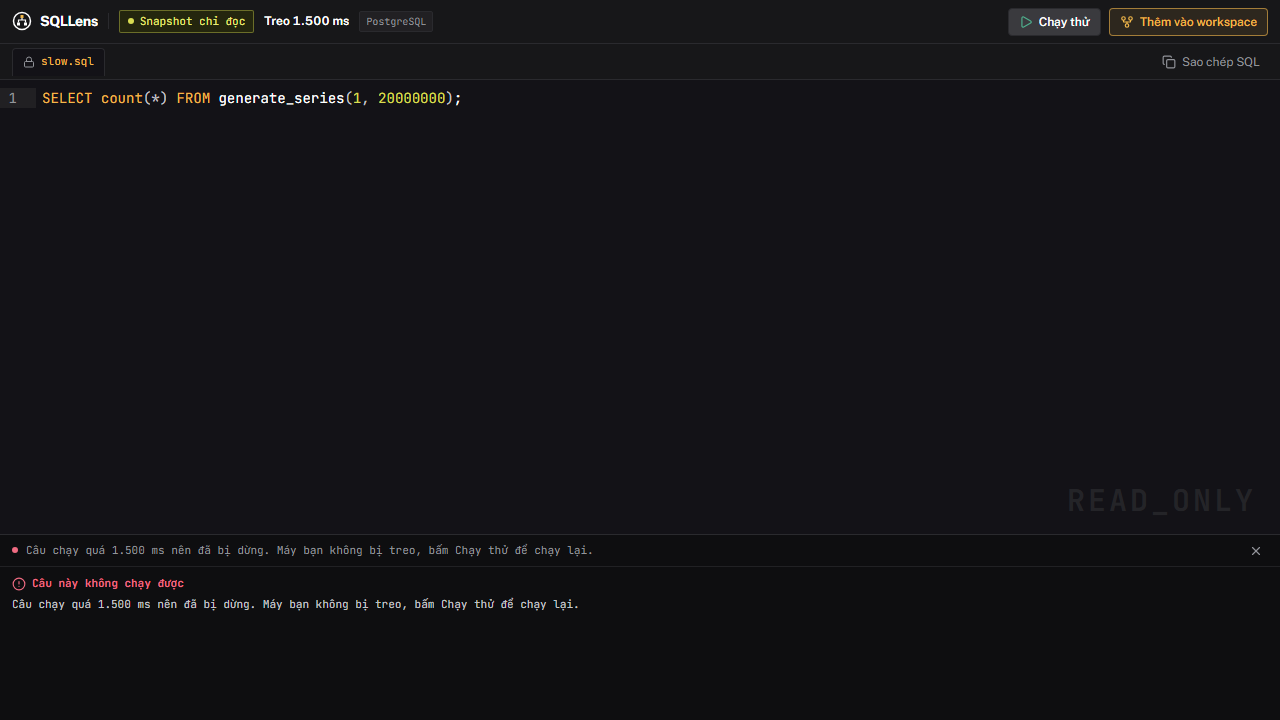 SQLLens
Snapshot chỉ đọc
Treo 1.500 ms
PostgreSQL
Chạy thử
Thêm vào workspace
slow.sql
Sao chép SQL
1 SELECT count(*) FROM generate_series(1, 20000000);
READ_ONLY
Câu chạy quá 1.500 ms nên đã bị dừng. Máy bạn không bị treo, bấm Chạy thử để chạy lại.
Câu này không chạy được
Câu chạy quá 1.500 ms nên đã bị dừng. Máy bạn không bị treo, bấm Chạy thử để chạy lại.